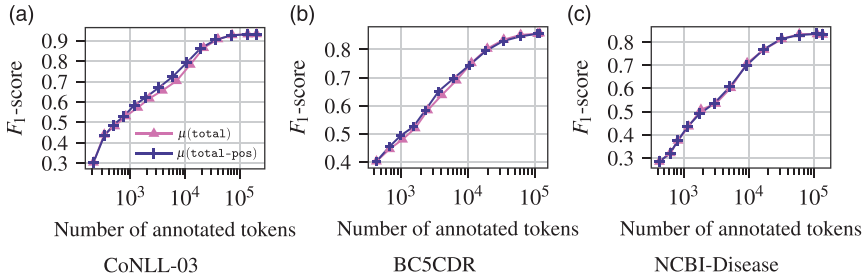 (a)
F₁-score
0.9
0.8
0.7
0.6
0.5
0.4
0.3
μ(total)
μ(total-pos)
10³ 10⁴ 10⁵
Number of annotated tokens
CoNLL-03
(b)
F₁-score
0.8
0.7
0.6
0.5
0.4
10³ 10⁴ 10⁵
Number of annotated tokens
BC5CDR
(c)
F₁-score
0.8
0.7
0.6
0.5
0.4
0.3
10³ 10⁴ 10⁵
Number of annotated tokens
NCBI-Disease